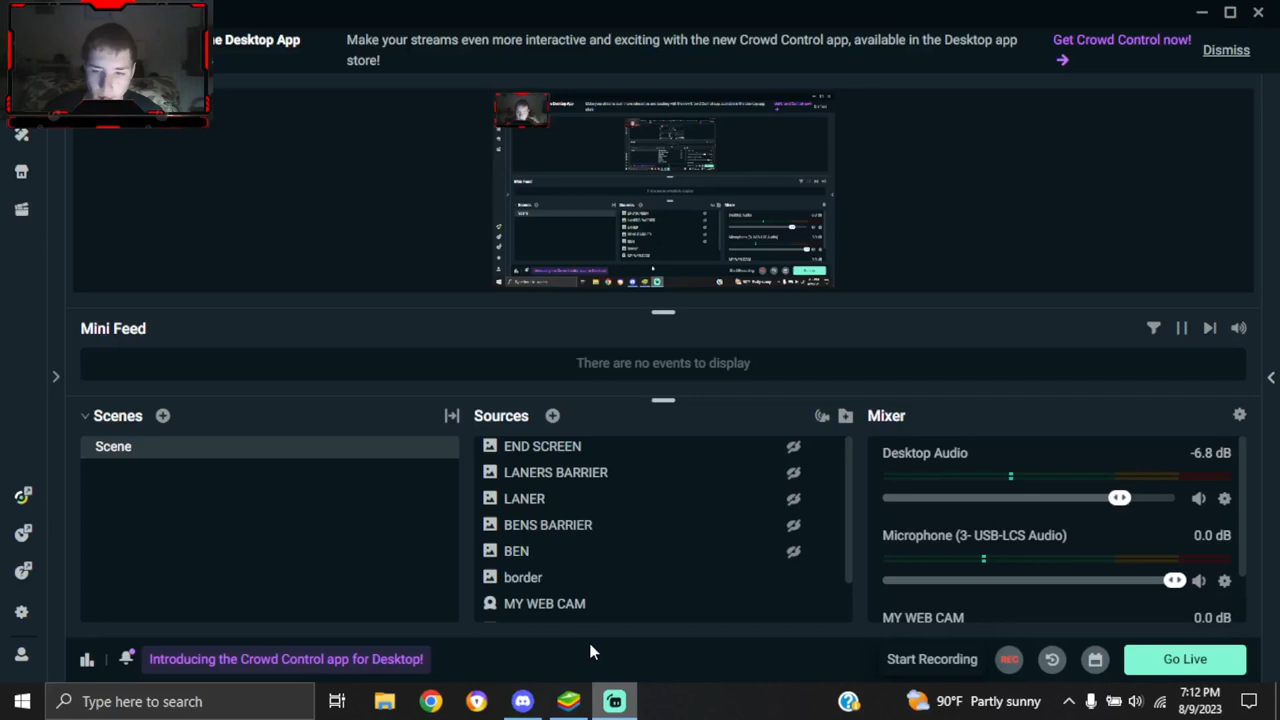 he Desktop App
Make your streams even more interactive and exciting with the new Crowd Control app, available in the Desktop app
store!
Get Crowd Control now!
Dismiss
Mini Feed
There are no events to display
Scenes
Sources
Mixer
Scene
END SCREEN
LANERS BARRIER
LANER
BENS BARRIER
BEN
border
MY WEB CAM
Desktop Audio
-6.8 dB
Microphone (3- USB-LCS Audio)
0.0 dB
MY WEB CAM
0.0 dB
Introducing the Crowd Control app for Desktop!
Start Recording
REC
Go Live
Type here to search
90°F Partly sunny
7:12 PM
8/9/2023